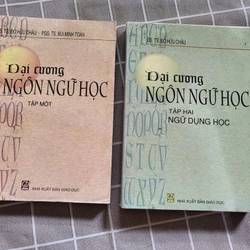 GS. TS. ĐỖ HỮU CHÂU - PGS. TS. BÙI MINH TOÁN
Đại cương
NGÔN NGỮ HỌC
TẬP MỘT
NHÀ XUẤT BẢN GIÁO DỤC
GS. TS. ĐỖ HỮU CHÂU
Đại cương
NGÔN NGỮ HỌC
TẬP HAI
NGỮ DỤNG HỌC
NHÀ XUẤT BẢN GIÁO DỤC